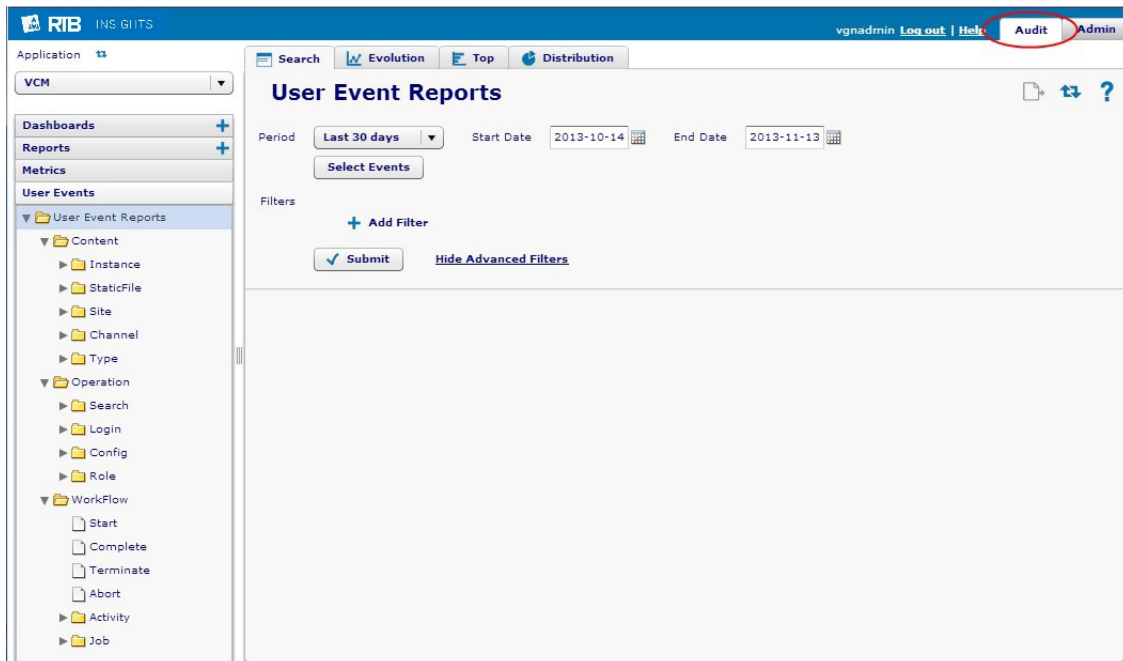 RTB INSIGHTS
vgnadmin Log out | Help Audit Admin
Application
VCM
Dashboards
Reports
Metrics
User Events
User Event Reports
Content
Instance
StaticFile
Site
Channel
Type
Operation
Search
Login
Config
Role
WorkFlow
Start
Complete
Terminate
Abort
Activity
Job
Search Evolution Top Distribution
User Event Reports
Period Last 30 days Start Date 2013-10-14 End Date 2013-11-13
Select Events
Filters
Add Filter
Submit Hide Advanced Filters